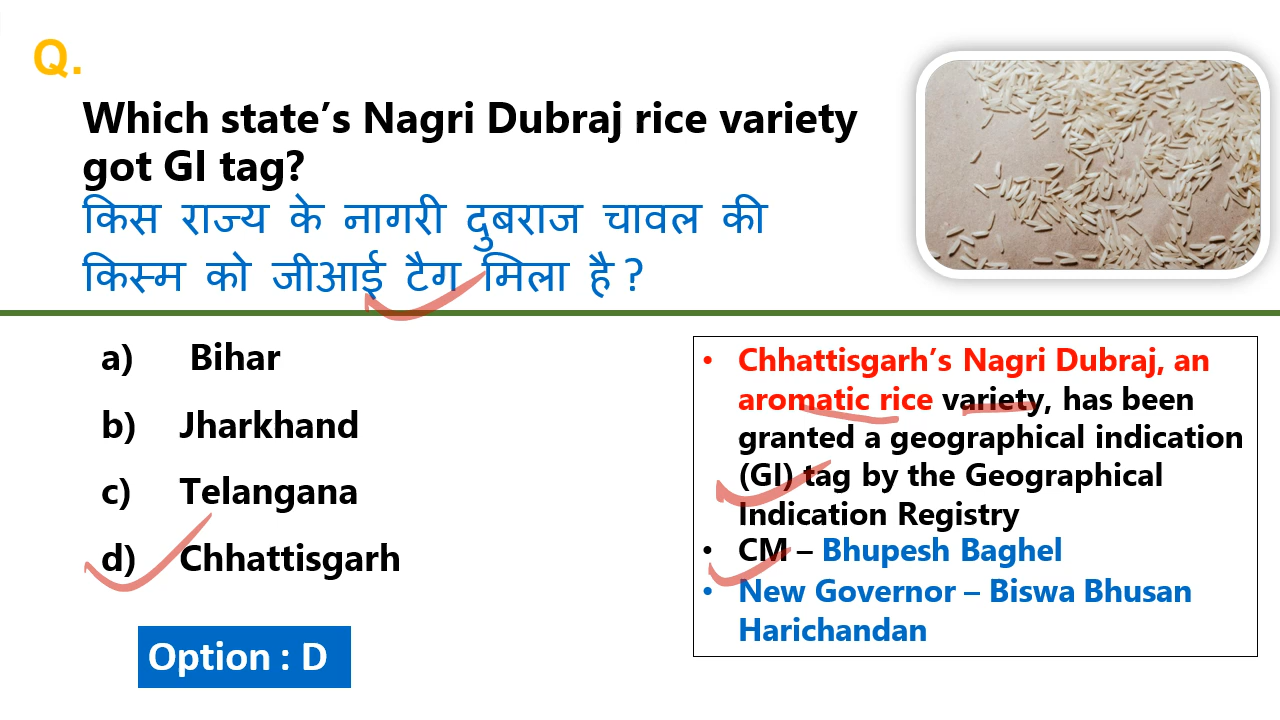 Q.
Which state’s Nagri Dubraj rice variety
got GI tag?
किस राज्य के नागरी दुबराज चावल की
किस्म को जीआई टैग मिला है ?
a) Bihar
b) Jharkhand
c) Telangana
d) Chhattisgarh
Option : D
• Chhattisgarh’s Nagri Dubraj, an
aromatic rice variety, has been
granted a geographical indication
(GI) tag by the Geographical
Indication Registry
• CM – Bhupesh Baghel
• New Governor – Biswa Bhusan
Harichandan